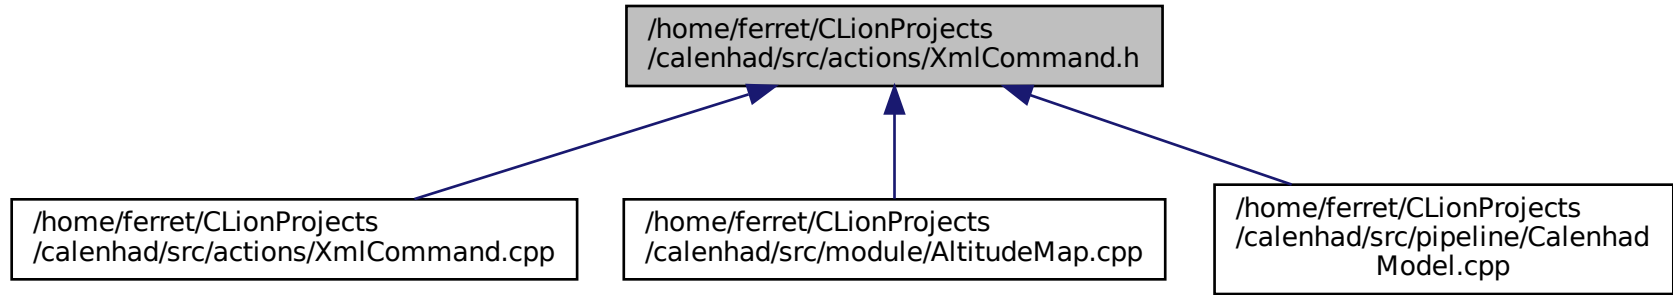 /home/ferret/CLionProjects
/calenhad/src/actions/XmlCommand.h
/home/ferret/CLionProjects
/calenhad/src/actions/XmlCommand.cpp
/home/ferret/CLionProjects
/calenhad/src/module/AltitudeMap.cpp
/home/ferret/CLionProjects
/calenhad/src/pipeline/Calenhad
Model.cpp